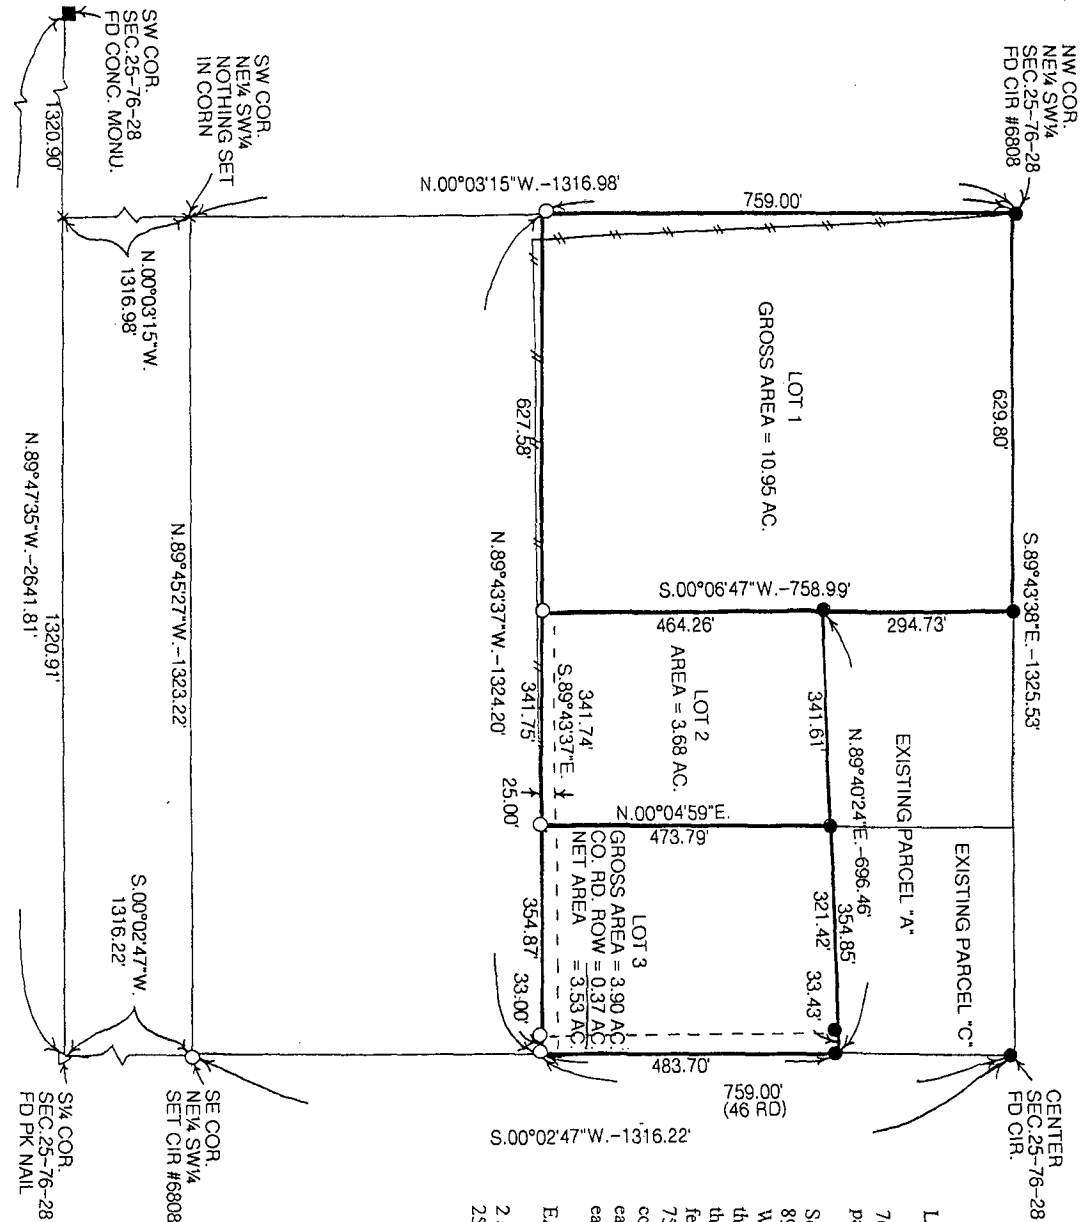 NW COR.
NE¼ SW¼
SEC.25-76-28
FD CIR #6808
SW COR.
NE¼ SW¼
NOTHING SET
IN CORN
SW COR.
SEC.25-76-28
FD CONC. MONU.
1320.90'
N.00°03'15"W.-1316.98'
759.00'
N.00°03'15"W.
1316.98'
629.80'
S.89°43'38"E.-1325.53'
LOT 1
GROSS AREA = 10.95 AC.
627.58'
N.89°43'37"W.-1324.20'
S.00°06'47"W.-758.99'
464.26'
294.73'
LOT 2
AREA = 3.68 AC.
341.74'
S.89°43'37"E.
341.75'
25.00'
341.61'
N.89°40'24"E.-696.46'
EXISTING PARCEL "A"
EXISTING PARCEL "C"
N.00°04'59"E.
473.79'
354.85'
321.42'
33.43'
LOT 3
GROSS AREA = 3.90 AC.
CO. RD. ROW = 0.37 AC.
NET AREA = 3.53 AC.
354.87'
33.00'
483.70'
759.00'
(46 RD)
S.00°02'47"W.-1316.22'
N.89°45'27"W.-1323.22'
N.89°47'35"W.-2641.81'
1320.91'
S.00°02'47"W.
1316.22'
CENTER
SEC.25-76-28
FD CIR.
SE COR.
NE¼ SW¼
SET CIR #6808
S¼ COR.
SEC.25-76-28
FD PK NAIL